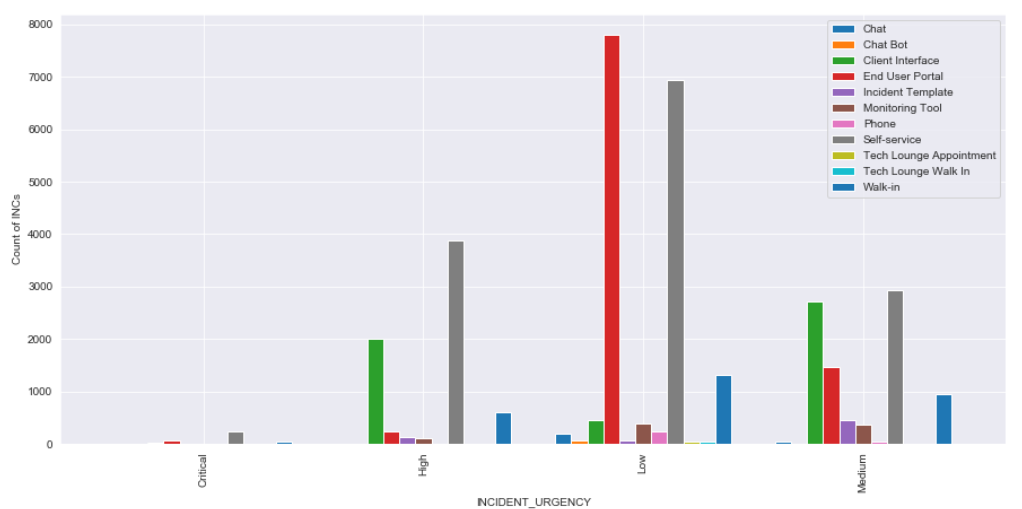 8000
7000
6000
5000
4000
3000
2000
1000
0
Count of INCs
Chat
Chat Bot
Client Interface
End User Portal
Incident Template
Monitoring Tool
Phone
Self-service
Tech Lounge Appointment
Tech Lounge Walk In
Walk-in
Critical
High
Low
Medium
INCIDENT_URGENCY